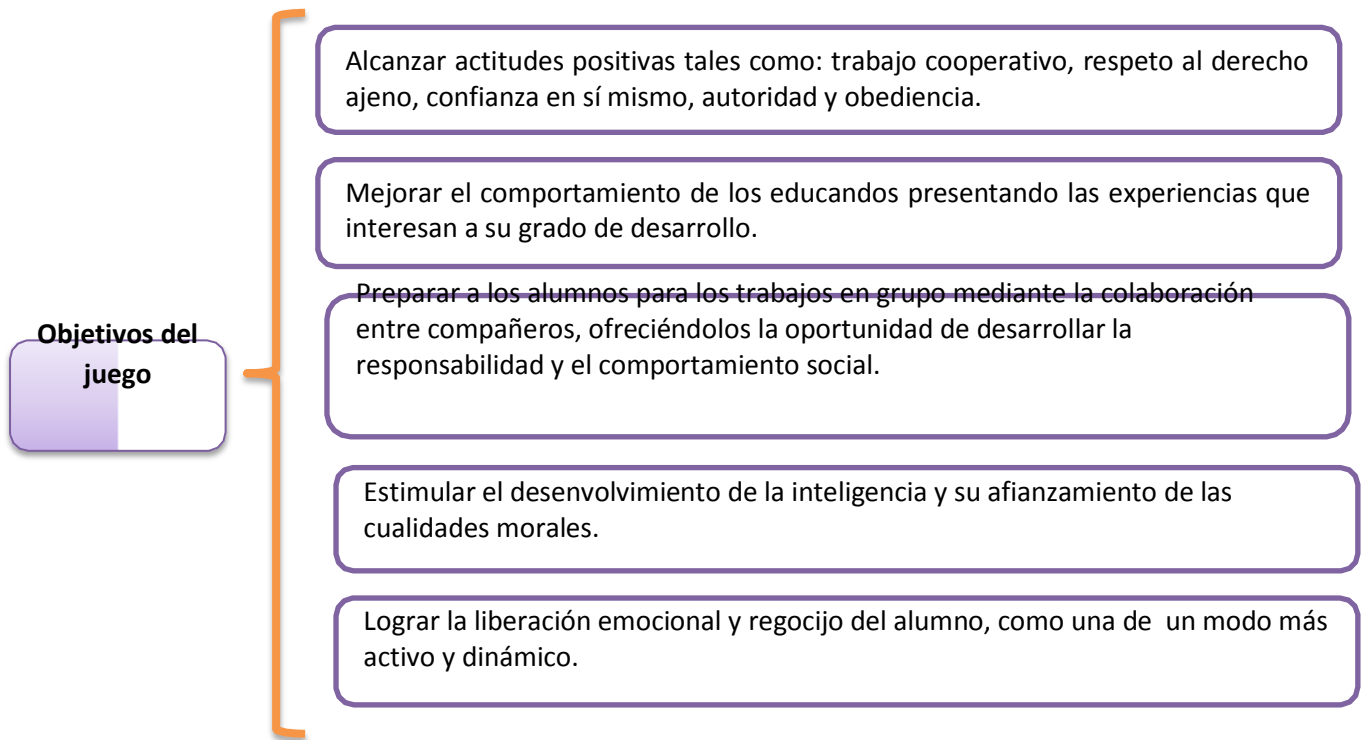 Objetivos del
juego
Alcanzar actitudes positivas tales como: trabajo cooperativo, respeto al derecho
ajeno, confianza en sí mismo, autoridad y obediencia.
Mejorar el comportamiento de los educandos presentando las experiencias que
interesan a su grado de desarrollo.
Preparar a los alumnos para los trabajos en grupo mediante la colaboración
entre compañeros, ofreciéndolos la oportunidad de desarrollar la
responsabilidad y el comportamiento social.
Estimular el desenvolvimiento de la inteligencia y su afianzamiento de las
cualidades morales.
Lograr la liberación emocional y regocijo del alumno, como una de un modo más
activo y dinámico.